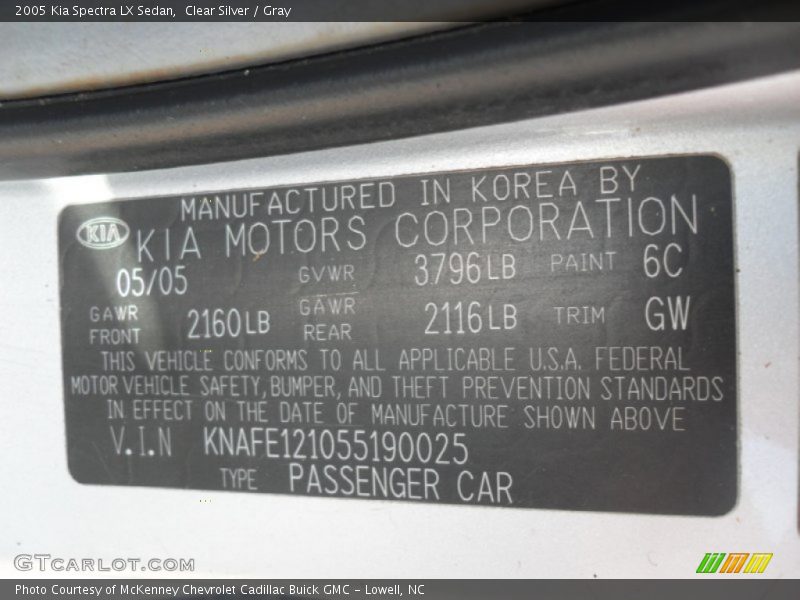 2005 Kia Spectra LX Sedan,  Clear Silver / Gray
MANUFACTURED IN KOREA BY
KIA KIA MOTORS CORPORATION
05/05 GVWR 3796LB PAINT 6C
GAWR FRONT 2160LB GAWR REAR 2116LB TRIM GW
THIS VEHICLE CONFORMS TO ALL APPLICABLE U.S.A. FEDERAL
MOTOR VEHICLE SAFETY, BUMPER, AND THEFT PREVENTION STANDARDS
IN EFFECT ON THE DATE OF MANUFACTURE SHOWN ABOVE
V.I.N KNAFE121055190025
TYPE PASSENGER CAR
GTCARLOT.COM
Photo Courtesy of McKenney Chevrolet Cadillac Buick GMC - Lowell, NC